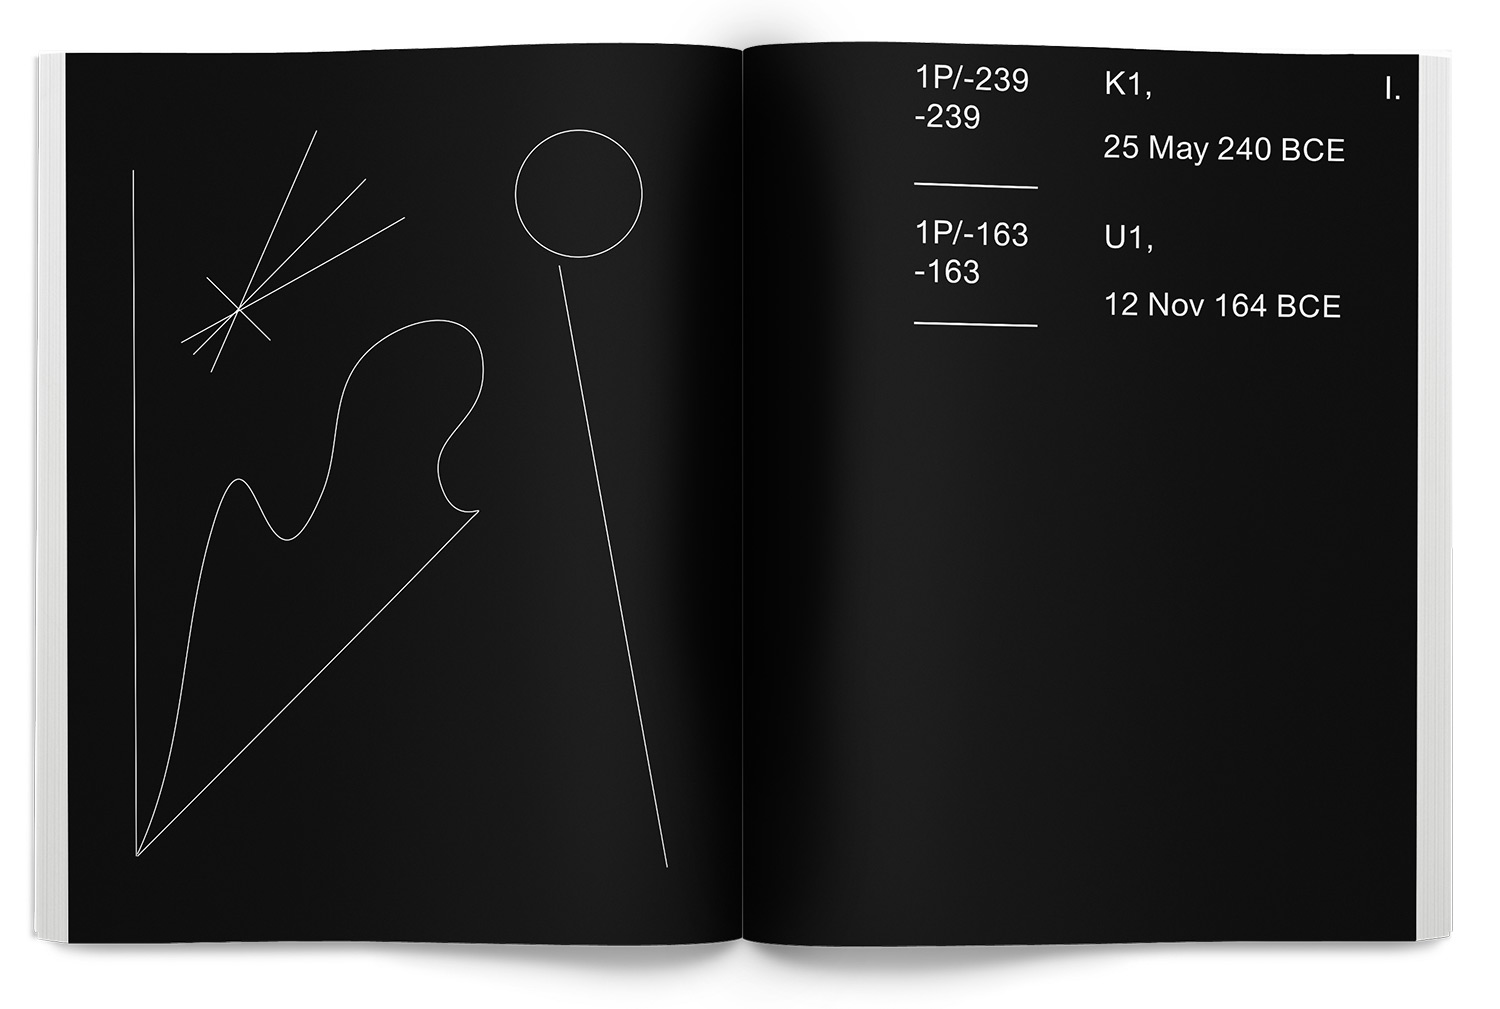 1P/-239
-239
K1,
25 May 240 BCE
I.
1P/-163
-163
U1,
12 Nov 164 BCE